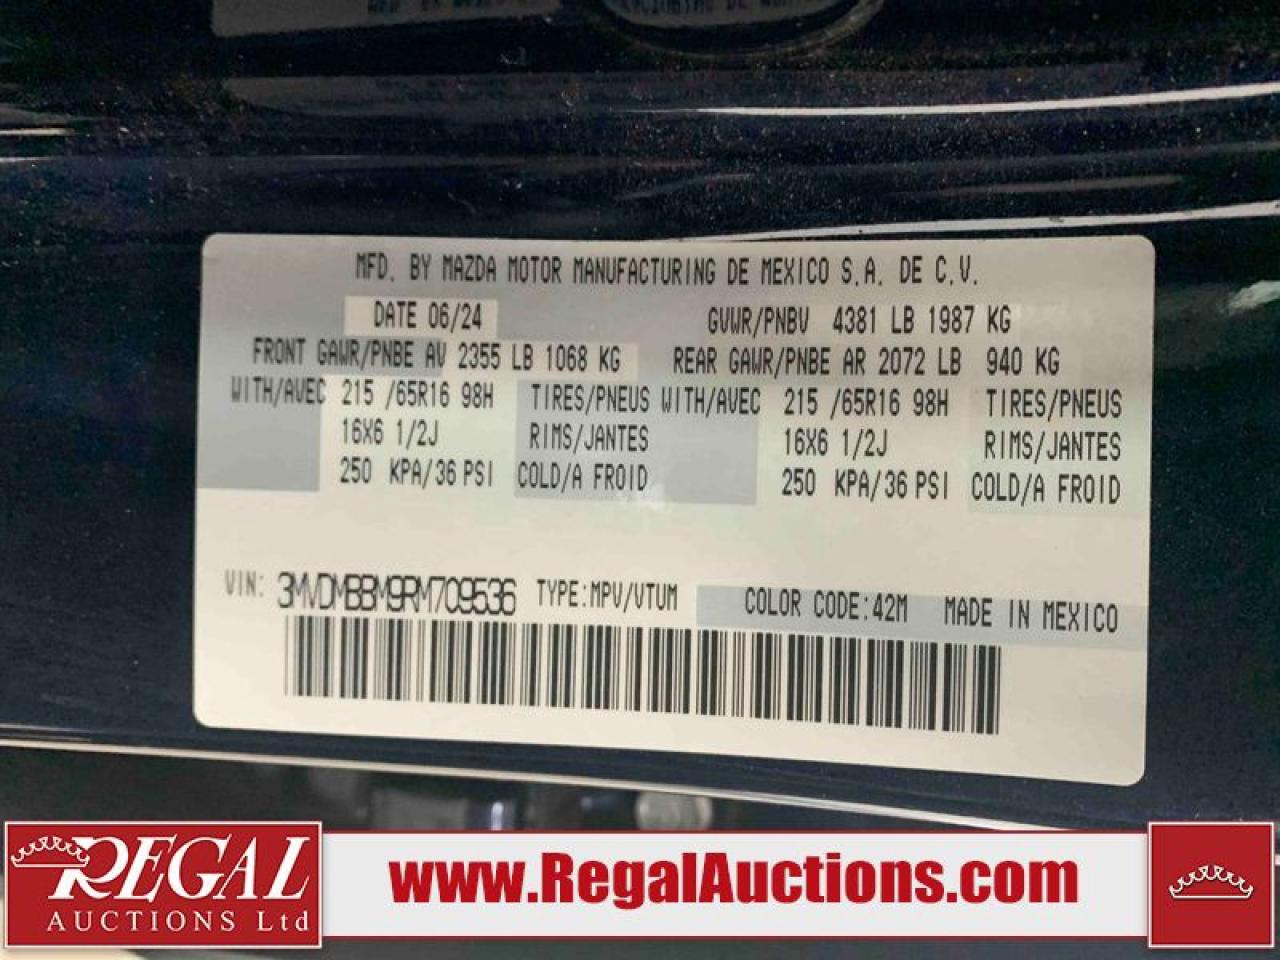 MFD. BY MAZDA MOTOR MANUFACTURING DE MEXICO S.A. DE C.V.
DATE 06/24 GVWR/PNBV 4381 LB 1987 KG
FRONT GAWR/PNBE AV 2355 LB 1068 KG REAR GAWR/PNBE AR 2072 LB 940 KG
WITH/AVEC 215 /65R16 98H TIRES/PNEUS WITH/AVEC 215 /65R16 98H TIRES/PNEUS
16X6 1/2J RIMS/JANTES 16X6 1/2J RIMS/JANTES
250 KPA/36 PSI COLD/A FROID 250 KPA/36 PSI COLD/A FROID
VIN: 3MVDMBBM9RM709536 TYPE:MPV/VTUM COLOR CODE:42M MADE IN MEXICO
REGAL
AUCTIONS Ltd
www.RegalAuctions.com